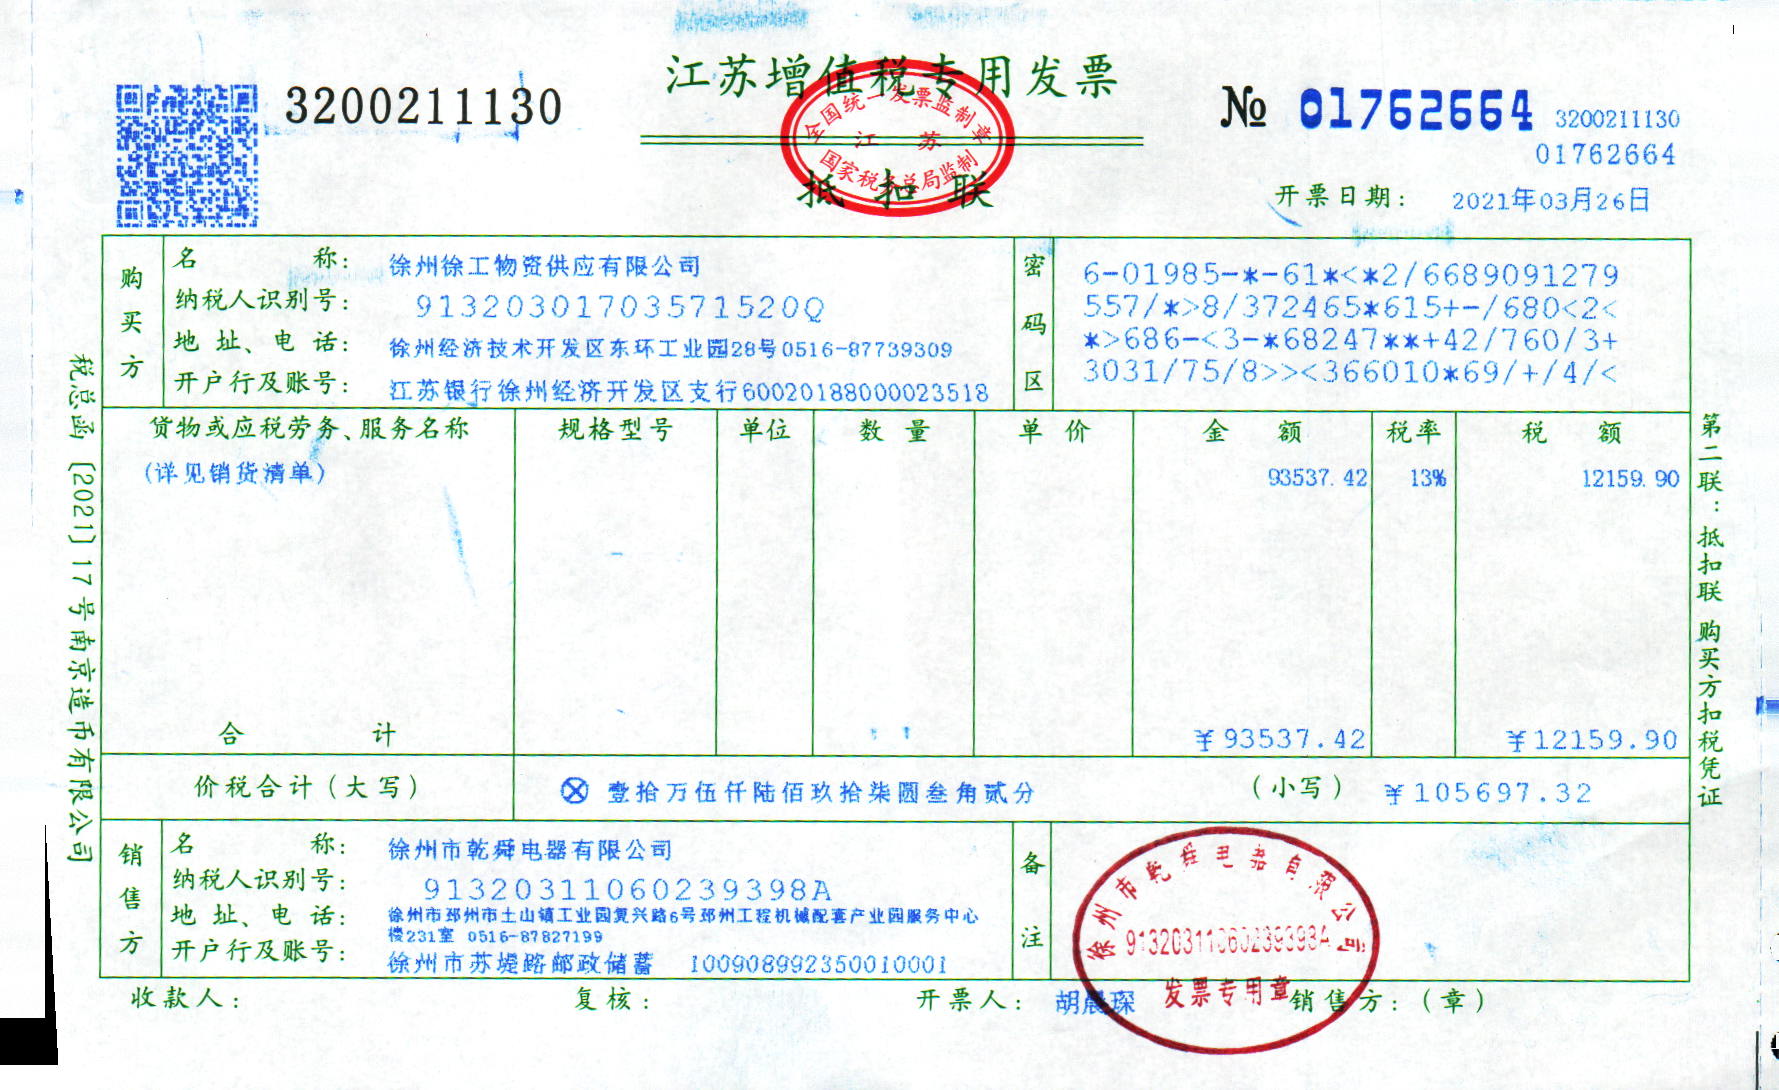 江苏增值税专用发票
3200211130
全国统一发票监制章
江 苏
国家税务总局监制
抵 扣 联
№ 01762664
3200211130
01762664
开票日期: 2021年03月26日
购买方
名 称: 徐州徐工物资供应有限公司
纳税人识别号: 91320301703571520Q
地 址、电 话: 徐州经济技术开发区东环工业园28号0516-87739309
开户行及账号: 江苏银行徐州经济开发区支行60020188000023518
密码区
6-01985-*-61*<*2/6689091279
557/*>8/372465*615+-/680<2<
*>686-<3-*68247**+42/760/3+
3031/75/8>><366010*69/+/4/<
货物或应税劳务、服务名称 规格型号 单位 数 量 单 价 金 额 税率 税 额
(详见销货清单) 93537.42 13% 12159.90
合 计 ¥93537.42 ¥12159.90
价税合计(大写) ⊗ 壹拾万伍仟陆佰玖拾柒圆叁角贰分 (小写) ¥105697.32
销售方
名 称: 徐州市乾舜电器有限公司
纳税人识别号: 91320311060239398A
地 址、电 话: 徐州市邳州市土山镇工业园复兴路6号邳州工程机械配套产业园服务中心
楼231室 0516-87827199
开户行及账号: 徐州市苏堤路邮政储蓄 100908992350010001
备注
徐州市乾舜电器有限公司
91320311060239398A
发票专用章
收款人: 复核: 开票人: 胡晨琛 销售方:(章)
税总函〔2021〕17号南京造币有限公司
第二联:抵扣联 购买方扣税凭证